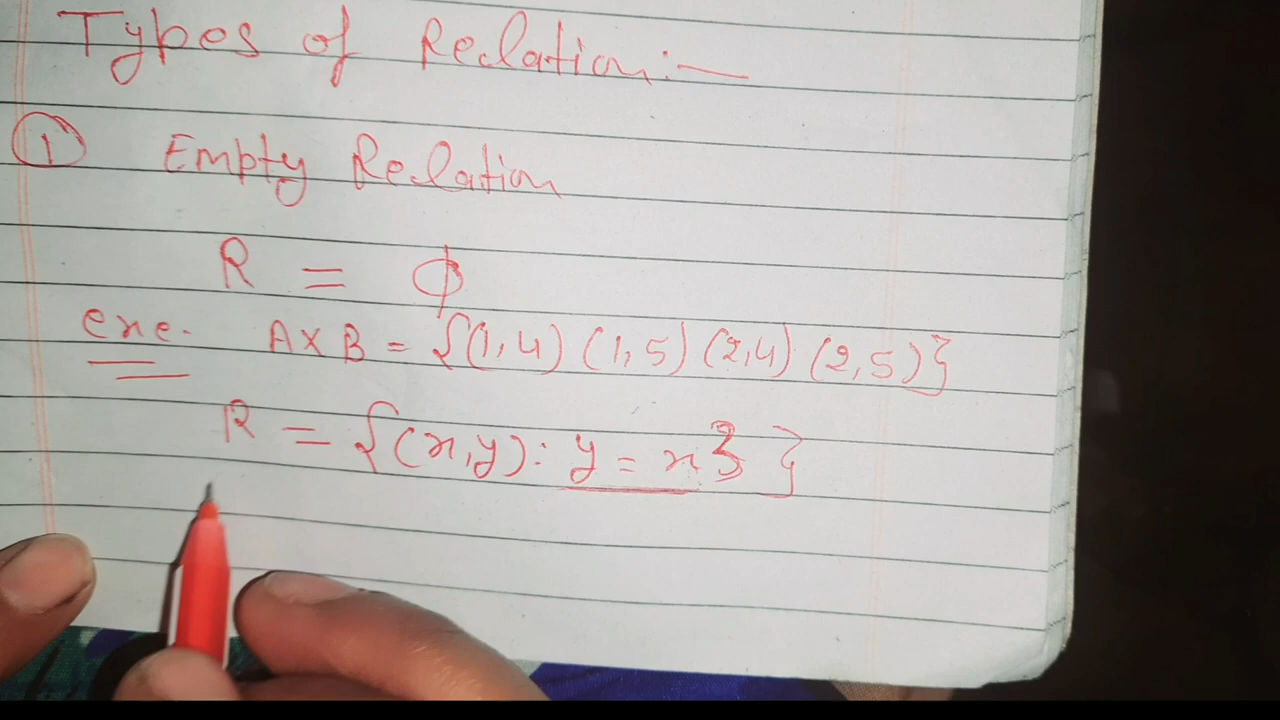 Types of Relation:—
① Empty Relation
R = ϕ
exe. A×B = {(1,4) (1,5) (2,4) (2,5)}
R = {(x,y): y = x³ }